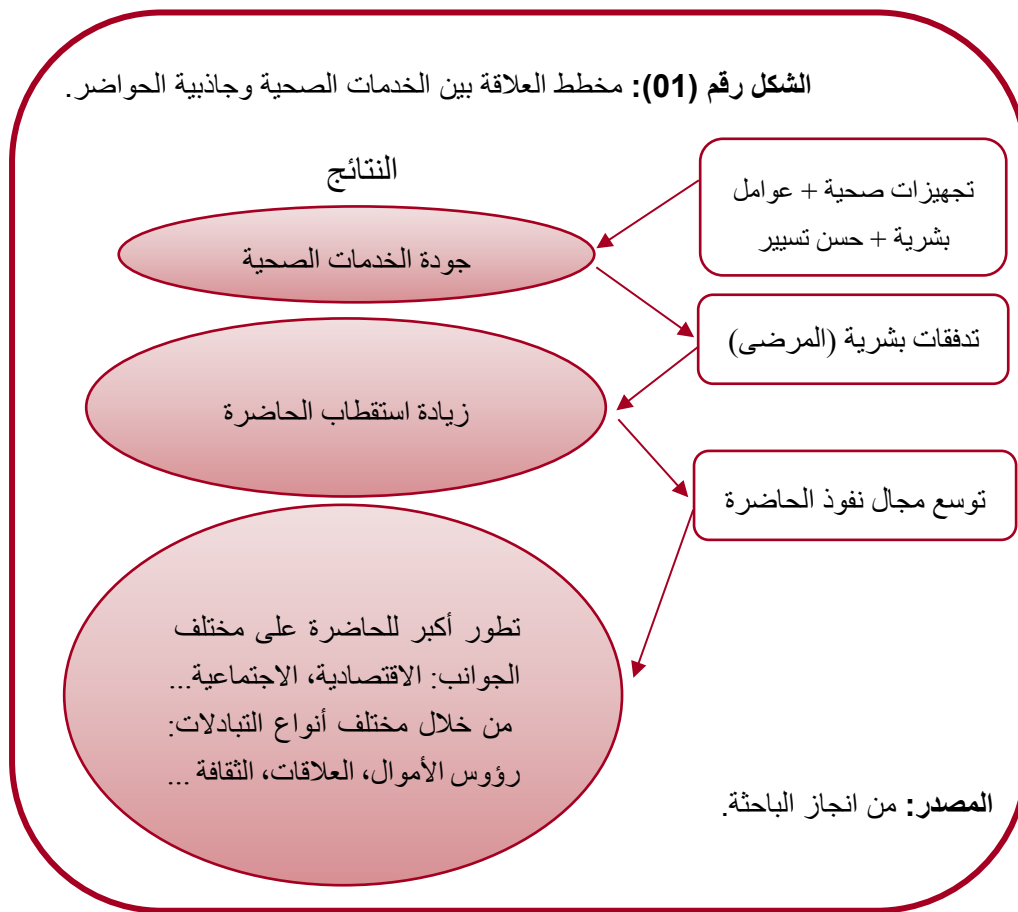 الشكل رقم (01): مخطط العلاقة بين الخدمات الصحية وجاذبية الحواضر.
النتائج
تجهيزات صحية + عوامل
بشرية + حسن تسيير
جودة الخدمات الصحية
تدفقات بشرية (المرضى)
زيادة استقطاب الحاضرة
توسع مجال نفوذ الحاضرة
تطور أكبر للحاضرة على مختلف
الجوانب: الاقتصادية، الاجتماعية...
من خلال مختلف أنواع التبادلات:
رؤوس الأموال، العلاقات، الثقافة ...
المصدر: من انجاز الباحثة.